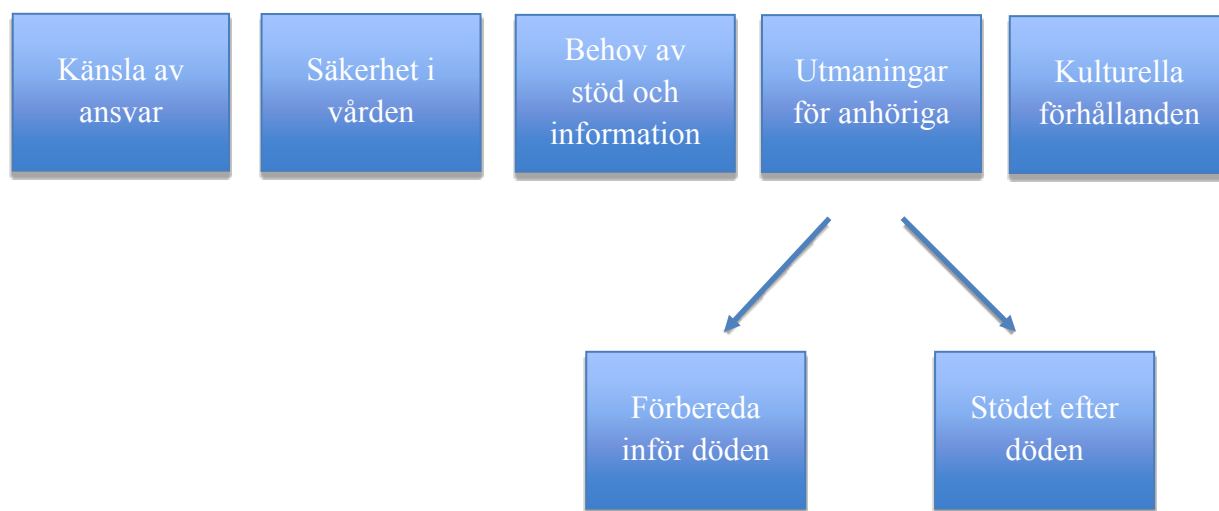 Känsla av
ansvar
Säkerhet i
vården
Behov av
stöd och
information
Utmaningar
för anhöriga
Kulturella
förhållanden
Förbereda
inför döden
Stödet efter
döden